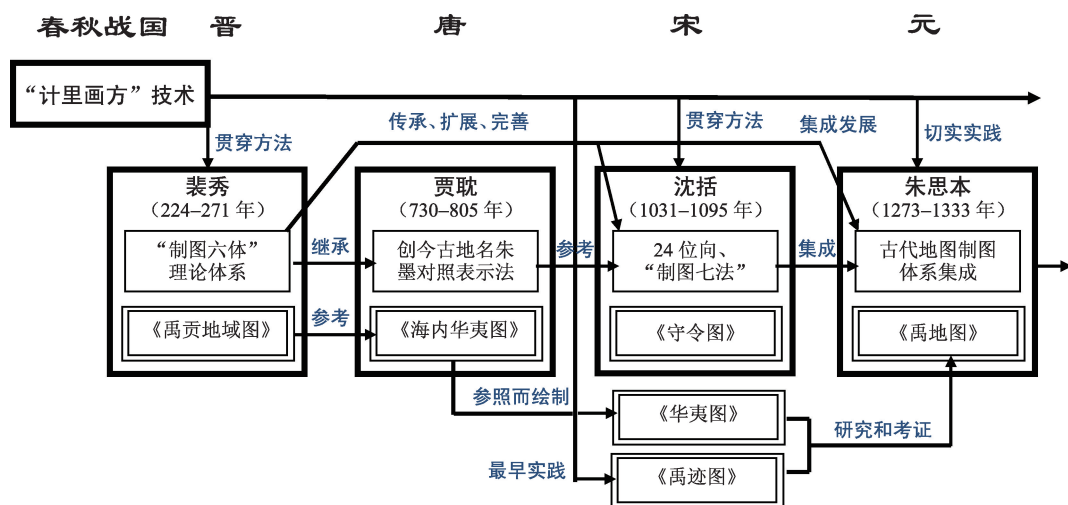 春秋战国 晋 唐 宋 元
“计里画方”技术
贯穿方法
传承、扩展、完善
贯穿方法
集成发展
切实实践
裴秀
(224–271 年)
“制图六体”
理论体系
《禹贡地域图》
继承
参考
贾耽
(730–805 年)
创今古地名朱
墨对照表示法
《海内华夷图》
参考
沈括
(1031–1095 年)
24 位向、
“制图七法”
《守令图》
集成
朱思本
(1273–1333 年)
古代地图制图
体系集成
《禹地图》
参照而绘制
《华夷图》
研究和考证
最早实践
《禹迹图》